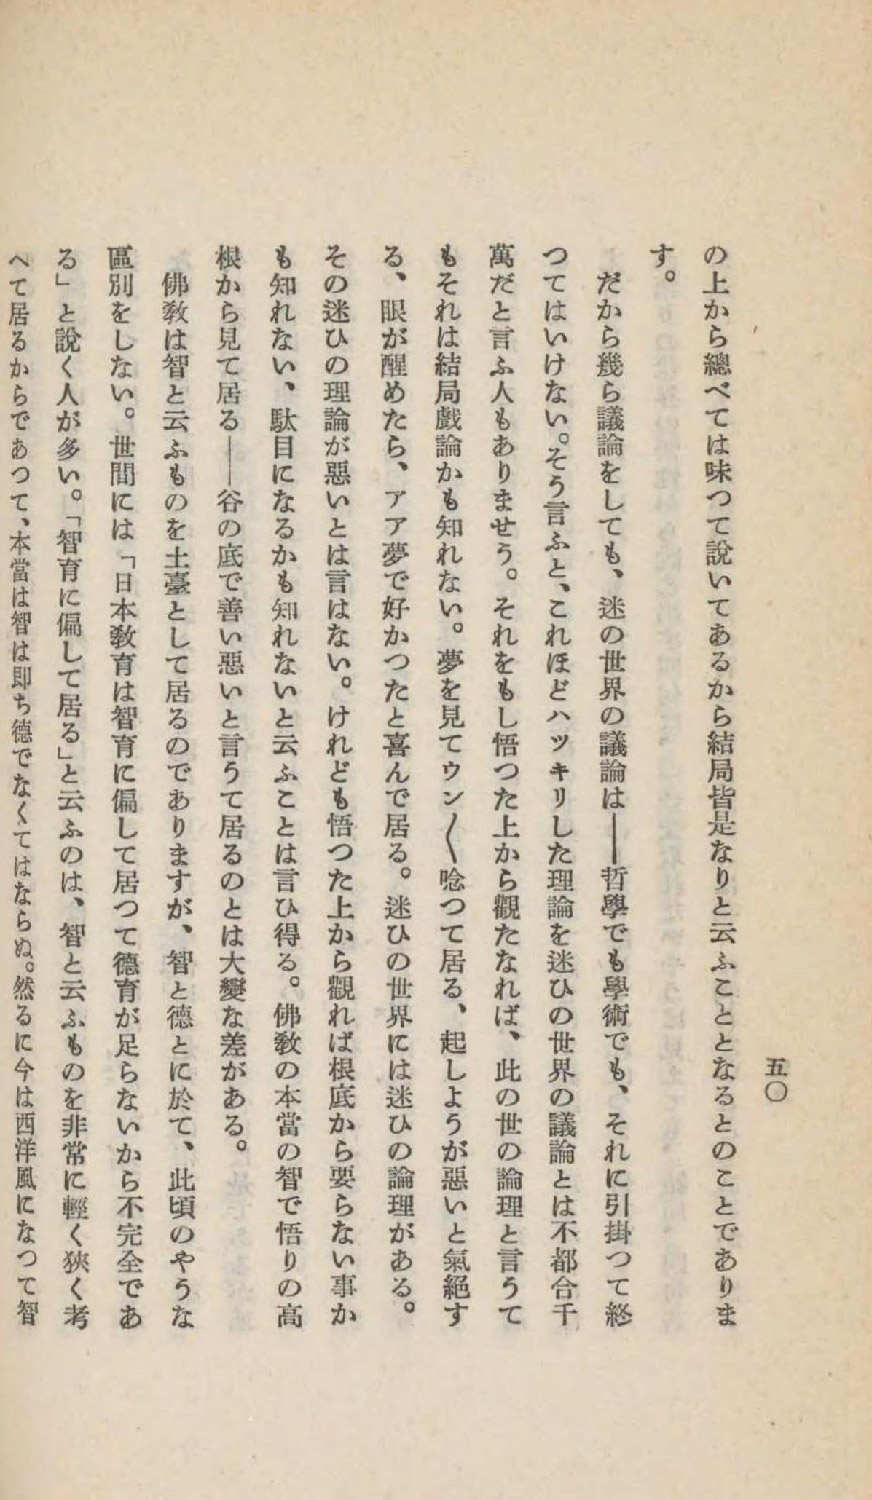 五〇
の上から總べては味つて說いてあるから結局皆是なりと云ふこととなるとのことでありま
す。
だから幾ら議論をしても、迷の世界の議論は――哲學でも學術でも、それに引掛つて終
つてはいけない。そう言ふと、これほどハッキリした理論を迷ひの世界の議論とは不都合千
萬だと言ふ人もありませう。それをもし悟つた上から觀たなれば、此の世の論理と言うて
もそれは結局戲論かも知れない。夢を見てウン〱唸つて居る、起しようが惡いと氣絕す
る、眼が醒めたら、アア夢で好かつたと喜んで居る。迷ひの世界には迷ひの論理がある。
その迷ひの理論が惡いとは言はない。けれども悟つた上から觀れば根底から要らない事か
も知れない、駄目になるかも知れないと云ふことは言ひ得る。佛敎の本當の智で悟りの高
根から見て居る――谷の底で善い惡いと言うて居るのとは大變な差がある。
佛敎は智と云ふものを土臺として居るのでありますが、智と德とに於て、此頃のやうな
區別をしない。世間には「日本敎育は智育に偏して居つて德育が足らないから不完全であ
る」と說く人が多い。「智育に偏して居る」と云ふのは、智と云ふものを非常に輕く狹く考
へて居るからであつて、本當は智は即ち德でなくてはならぬ。然るに今は西洋風になつて智